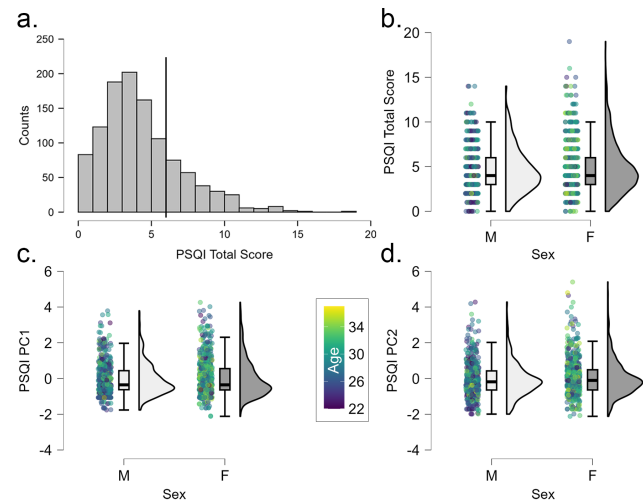 a.
250
200
150
100
50
0
Counts
0 5 10 15 20
PSQI Total Score
b.
20
15
10
5
0
PSQI Total Score
M F
Sex
c.
6
4
2
0
-2
-4
PSQI PC1
M F
Sex
Age
34
30
26
22
d.
6
4
2
0
-2
-4
PSQI PC2
M F
Sex